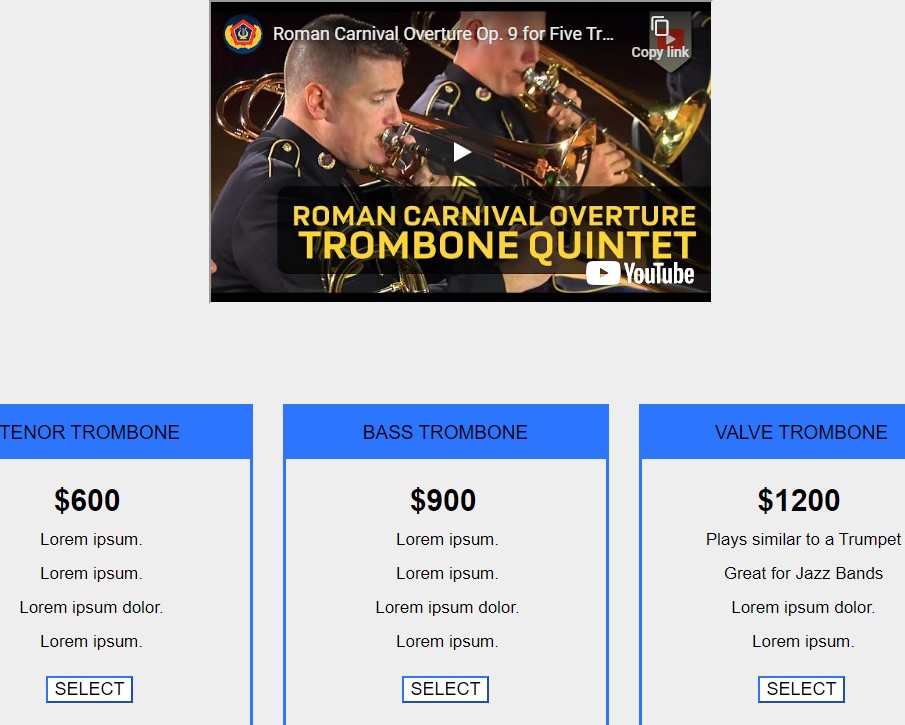 Roman Carnival Overture Op. 9 for Five Tr...
Copy link
ROMAN CARNIVAL OVERTURE
TROMBONE QUINTET
YouTube
TENOR TROMBONE
$600
Lorem ipsum.
Lorem ipsum.
Lorem ipsum dolor.
Lorem ipsum.
SELECT
BASS TROMBONE
$900
Lorem ipsum.
Lorem ipsum.
Lorem ipsum dolor.
Lorem ipsum.
SELECT
VALVE TROMBONE
$1200
Plays similar to a Trumpet
Great for Jazz Bands
Lorem ipsum dolor.
Lorem ipsum.
SELECT